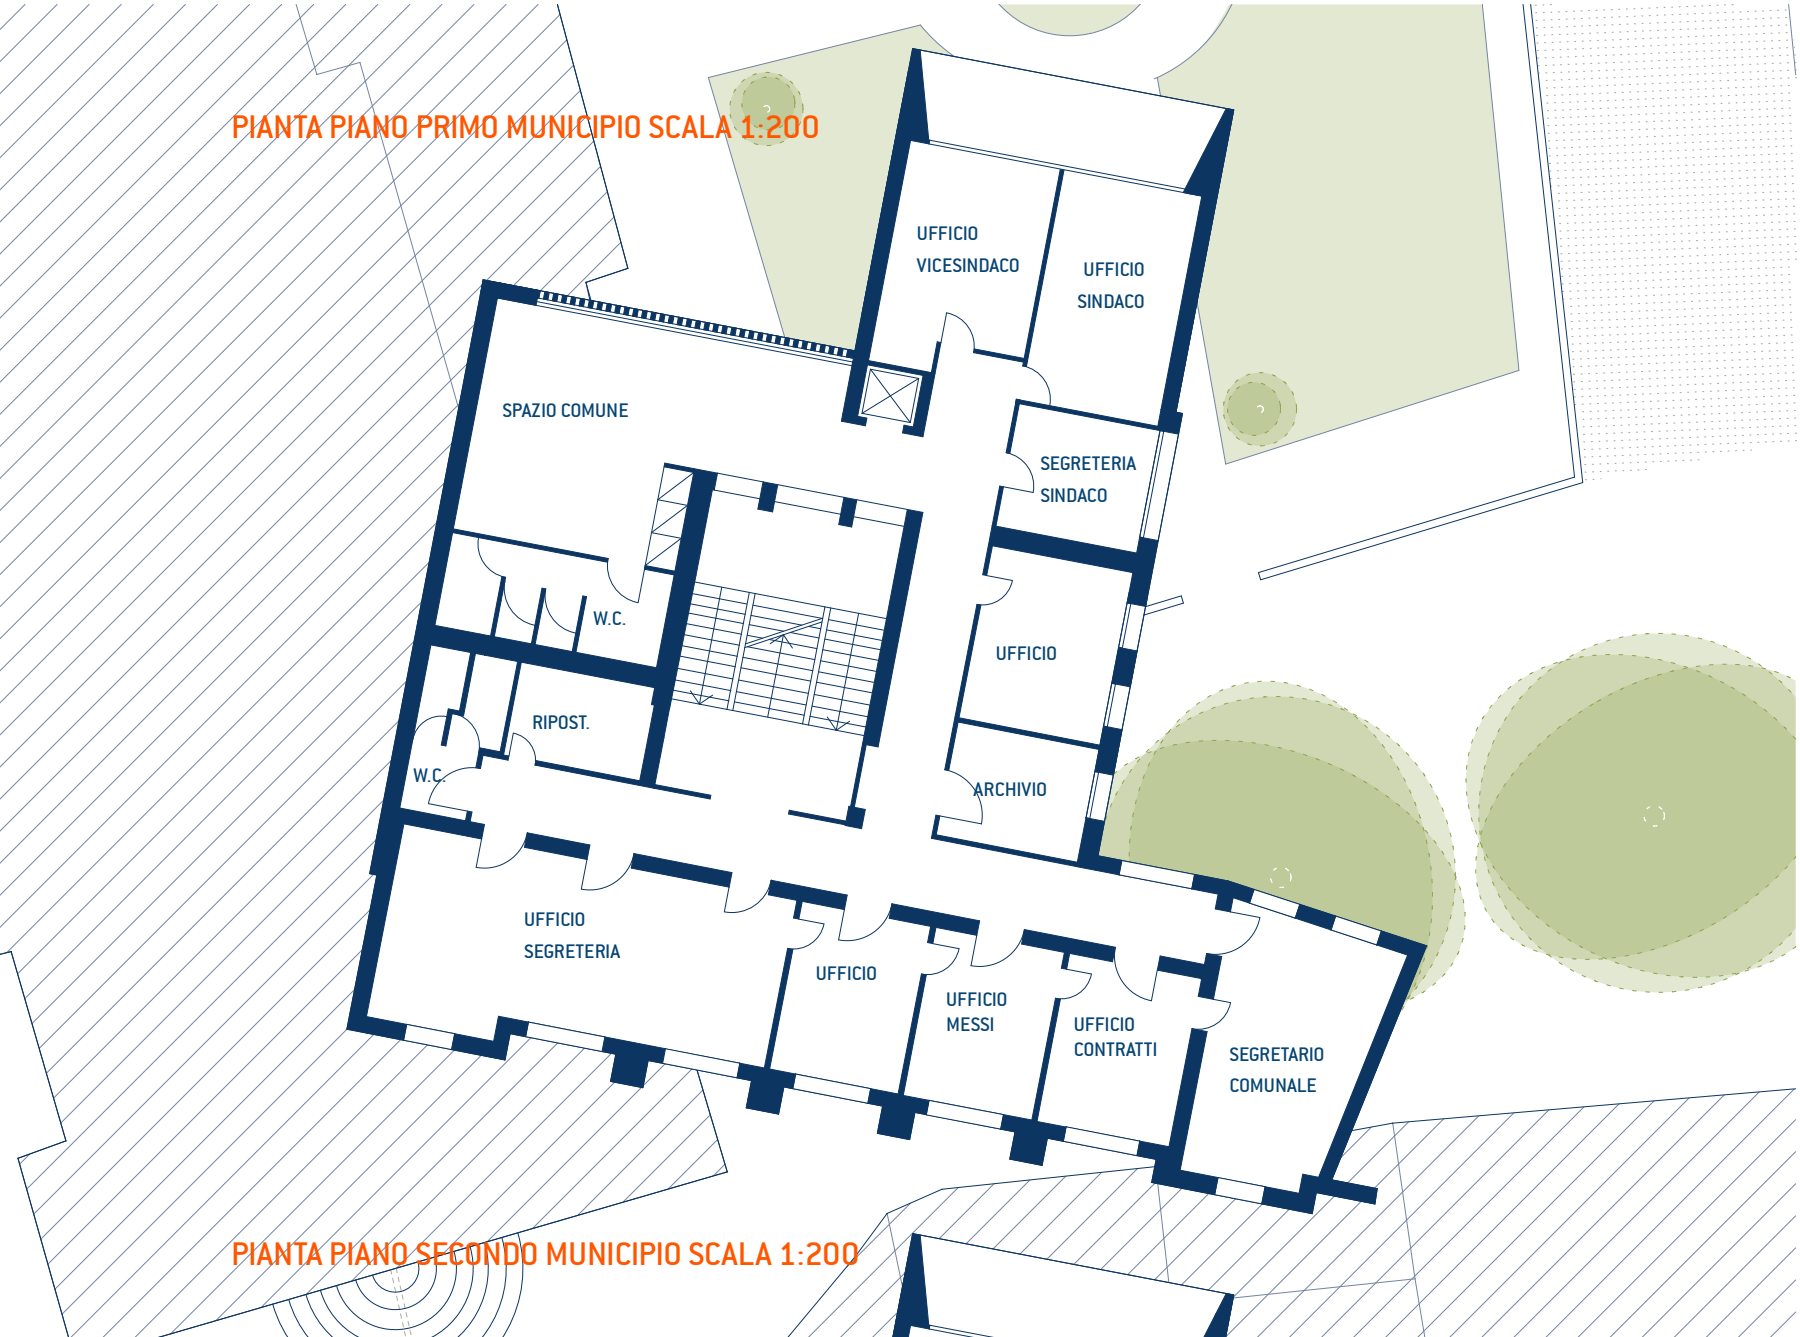 PIANTA PIANO PRIMO MUNICIPIO SCALA 1:200
UFFICIO
VICESINDACO
UFFICIO
SINDACO
SPAZIO COMUNE
SEGRETERIA
SINDACO
W.C.
UFFICIO
RIPOST.
W.C.
ARCHIVIO
UFFICIO
SEGRETERIA
UFFICIO
UFFICIO
MESSI
UFFICIO
CONTRATTI
SEGRETARIO
COMUNALE
PIANTA PIANO SECONDO MUNICIPIO SCALA 1:200